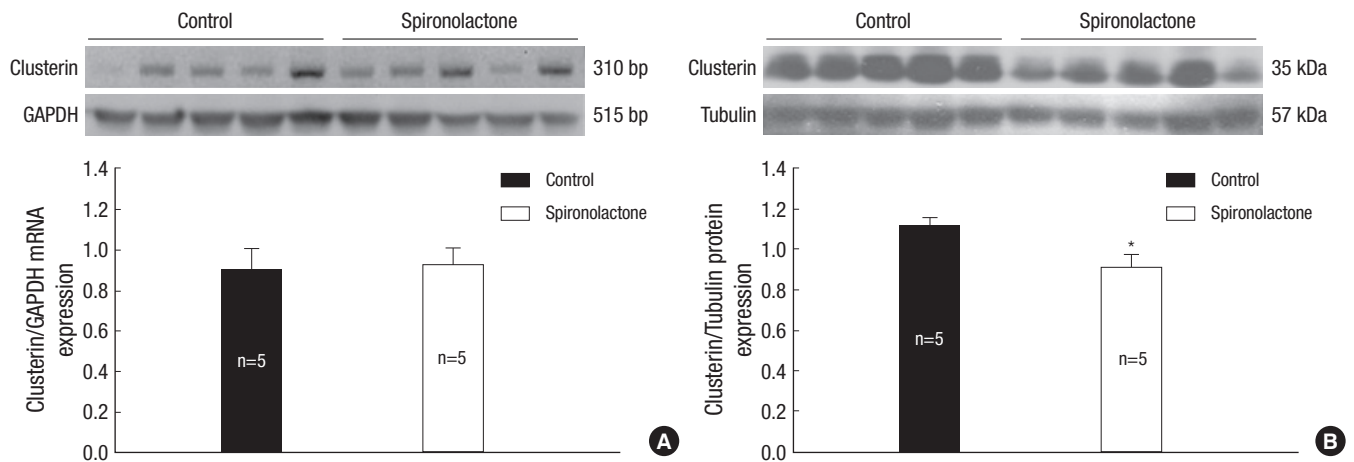 Control Spironolactone
Clusterin 310 bp
GAPDH 515 bp
Clusterin/GAPDH mRNA
expression
1.4
1.2
1.0
0.8
0.6
0.4
0.2
0.0
Control
Spironolactone
n=5
n=5
A
Control Spironolactone
Clusterin 35 kDa
Tubulin 57 kDa
Clusterin/Tubulin protein
expression
1.4
1.2
1.0
0.8
0.6
0.4
0.2
0.0
Control
Spironolactone
*
n=5
n=5
B